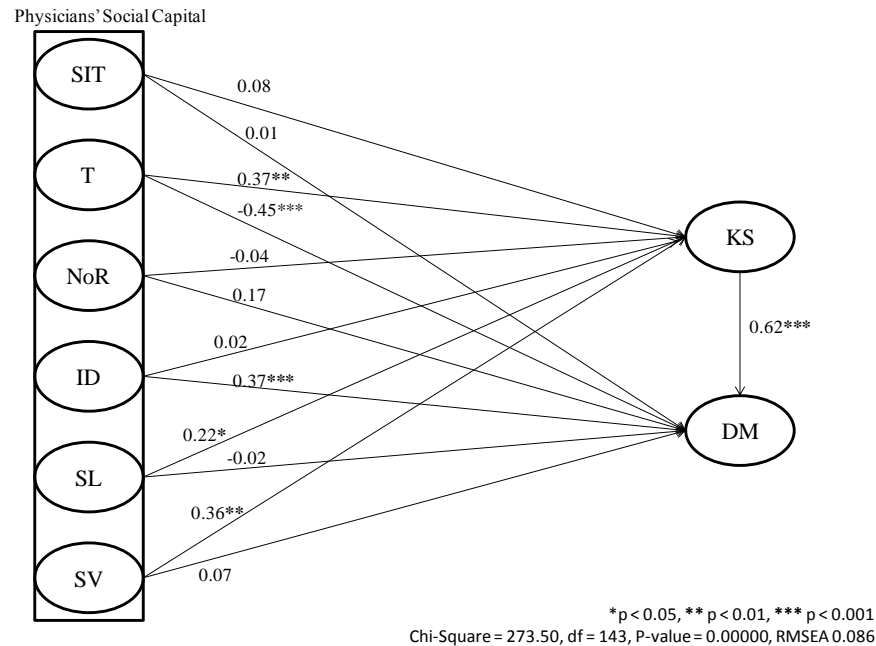 Physicians' Social Capital
SIT
0.08
0.01
T
0.37**
-0.45***
KS
NoR
-0.04
0.17
0.62***
ID
0.02
0.37***
DM
SL
0.22*
-0.02
SV
0.36**
0.07
*p < 0.05, ** p < 0.01, *** p < 0.001
Chi-Square = 273.50, df = 143, P-value = 0.00000, RMSEA 0.086